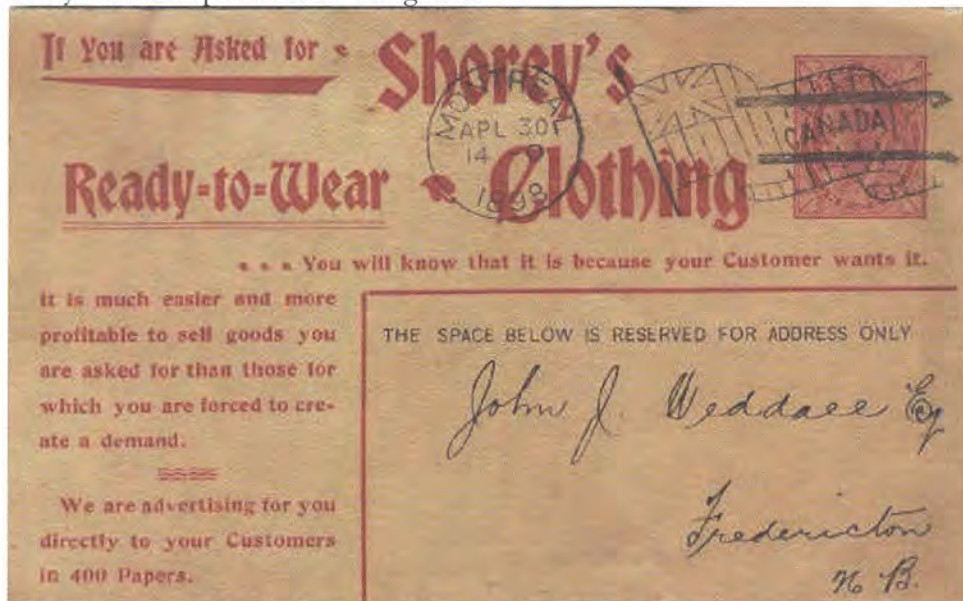 If You are Asked for
Shorey's
MONTREAL
APL 30
14 0
1898
CANADA
Ready=to=Wear
Clothing
You will know that it is because your Customer wants it.
It is much easier and more
profitable to sell goods you
are asked for than those for
which you are forced to cre-
ate a demand.
We are advertising for you
directly to your Customers
in 400 Papers.
THE SPACE BELOW IS RESERVED FOR ADDRESS ONLY
John J. Weddall Esq
Fredericton
N B.